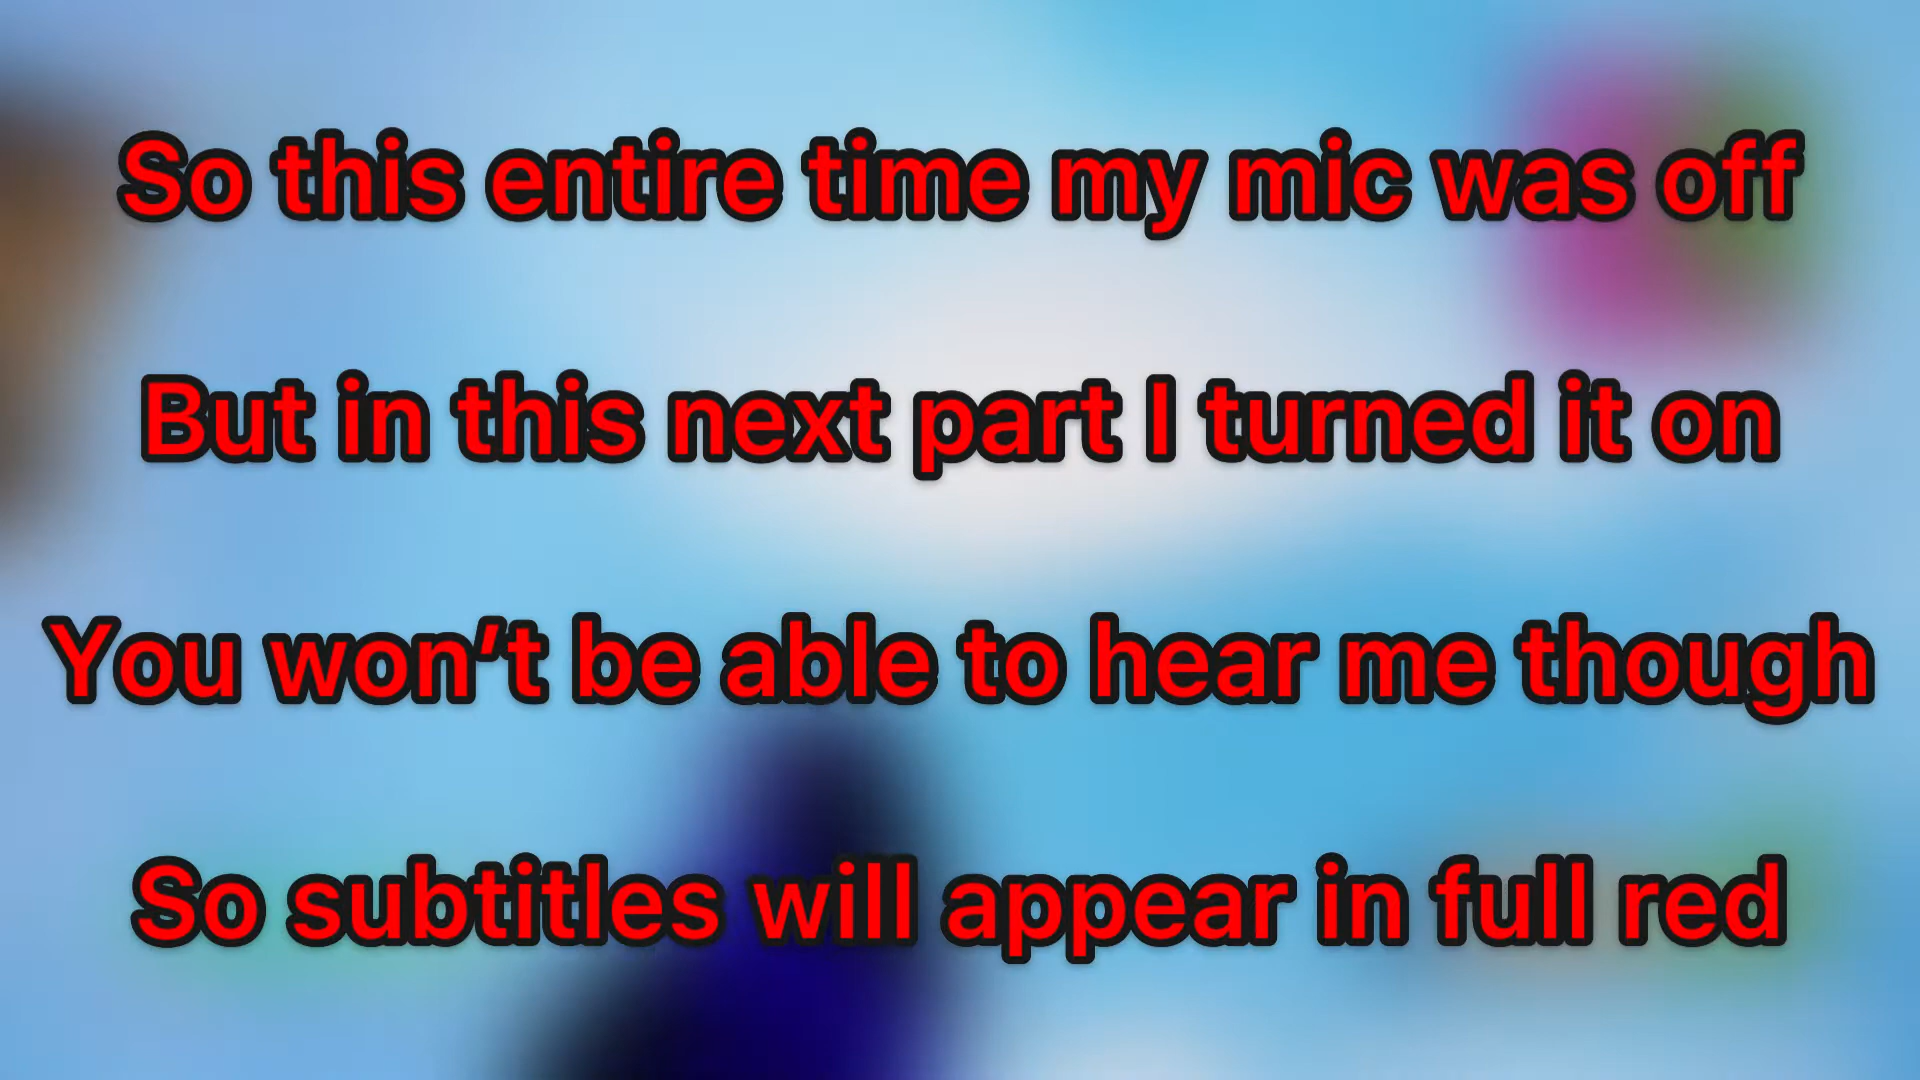 So this entire time my mic was off
But in this next part I turned it on
You won’t be able to hear me though
So subtitles will appear in full red